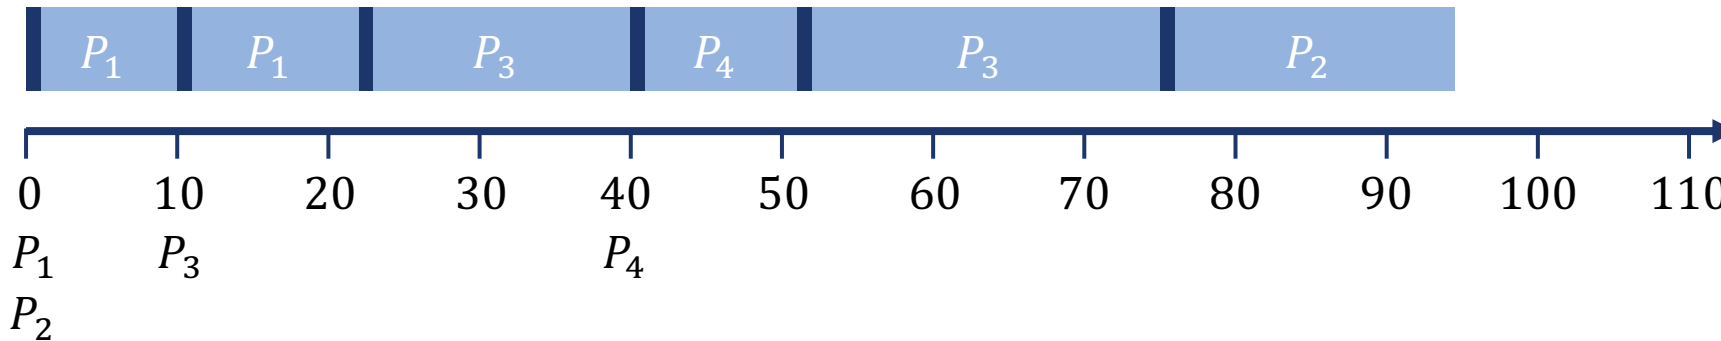 P₁ P₁ P₃ P₄ P₃ P₂
0 10 20 30 40 50 60 70 80 90 100 110
P₁ P₃ P₄
P₂